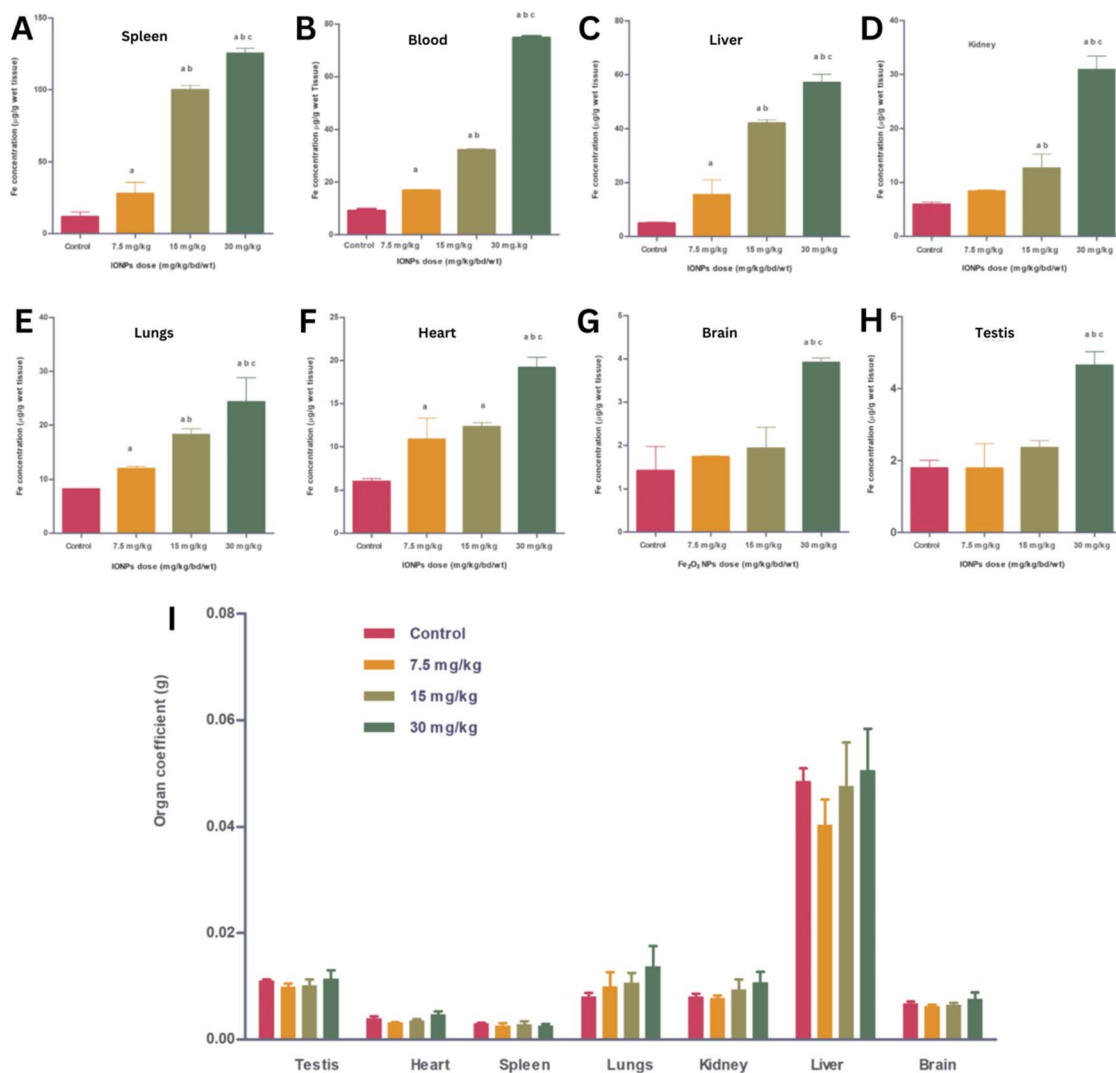 A
Spleen
Fe concentration (µg/g wet tissue)
150
100
50
0
a
a b
a b c
Control 7.5 mg/kg 15 mg/kg 30 mg/kg
IONPs dose (mg/kg/bd/wt)
B
Blood
Fe concentration µg/g wet Tissue)
80
60
40
20
0
a
a b
a b c
Control 7.5 mg/kg 15 mg/kg 30 mg.kg
IONPs dose (mg/kg/bd/wt)
C
Liver
Fe concentration (µg/g wet tissue)
80
60
40
20
0
a
a b
a b c
Control 7.5 mg/kg 15 mg/kg 30 mg/kg
IONPs dose (mg/kg/bd/wt)
D
Kidney
Fe concentration (µg/g wet tissue)
40
30
20
10
0
a b
a b c
Control 7.5 mg/kg 15 mg/kg 30 mg/kg
IONPs dose (mg/kg/bd/wt)
E
Lungs
Fe concentration (µg/g wet tissue)
40
30
20
10
0
a
a b
a b c
Control 7.5 mg/kg 15 mg/kg 30 mg/kg
IONPs dose (mg/kg/bd/wt)
F
Heart
Fe concentration (µg/g wet tissue)
25
20
15
10
5
0
a
a
a b c
Control 7.5 mg/kg 15 mg/kg 30 mg/kg
IONPs dose (mg/kg/bd/wt)
G
Brain
Fe concentration (µg/g wet tissue)
5
4
3
2
1
0
a b c
Control 7.5 mg/kg 15 mg/kg 30 mg/kg
Fe₂O₃ NPs dose (mg/kg/bd/wt)
H
Testis
Fe concentration (µg/g wet tissue)
6
4
2
0
a b c
Control 7.5 mg/kg 15 mg/kg 30 mg/kg
IONPs dose (mg/kg/bd/wt)
I
Organ coefficient (g)
0.08
0.06
0.04
0.02
0.00
Control
7.5 mg/kg
15 mg/kg
30 mg/kg
Testis Heart Spleen Lungs Kidney Liver Brain